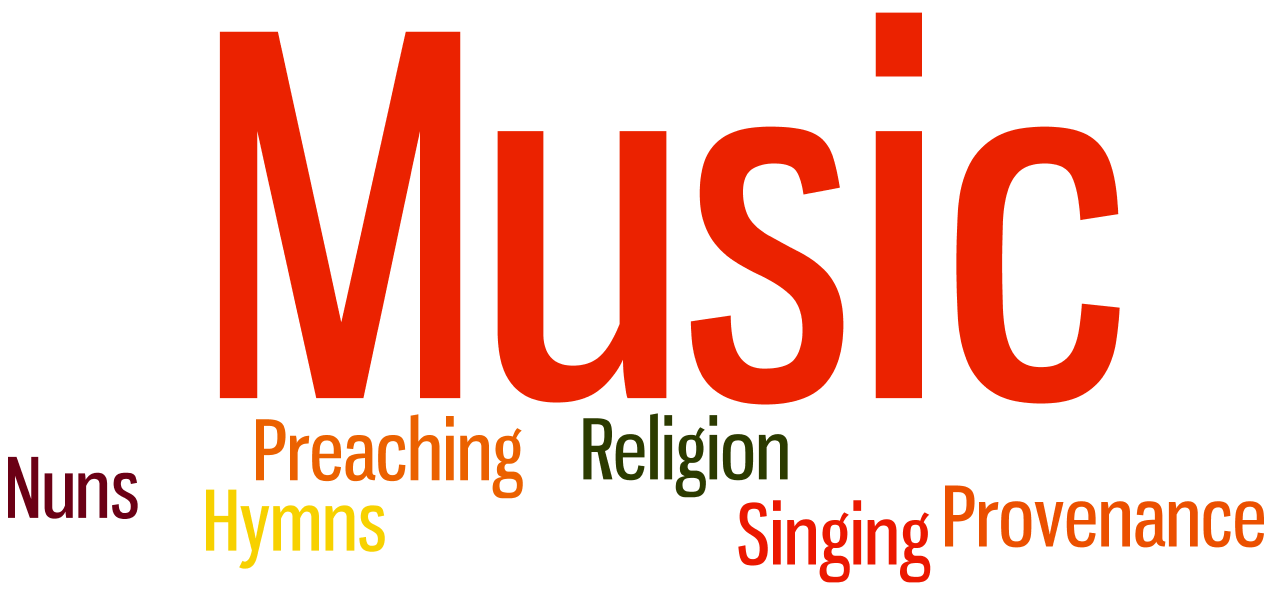 Music
Preaching
Religion
Nuns
Hymns
Singing
Provenance